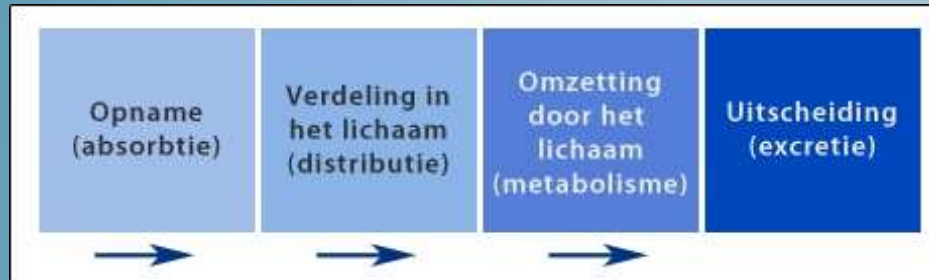 Opname
(absorbtie)
Verdeling in
het lichaam
(distributie)
Omzetting
door het
lichaam
(metabolisme)
Uitscheiding
(excretie)